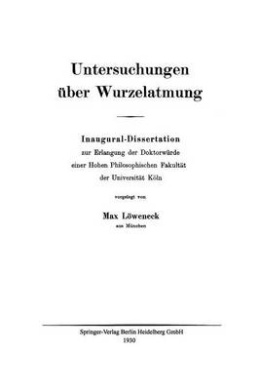 Untersuchungen
über Wurzelatmung
Inaugural-Dissertation
zur Erlangung der Doktorwürde
einer Hohen Philosophischen Fakultät
der Universität Köln
vorgelegt von
Max Löweneck
aus München
Springer-Verlag Berlin Heidelberg GmbH
1930